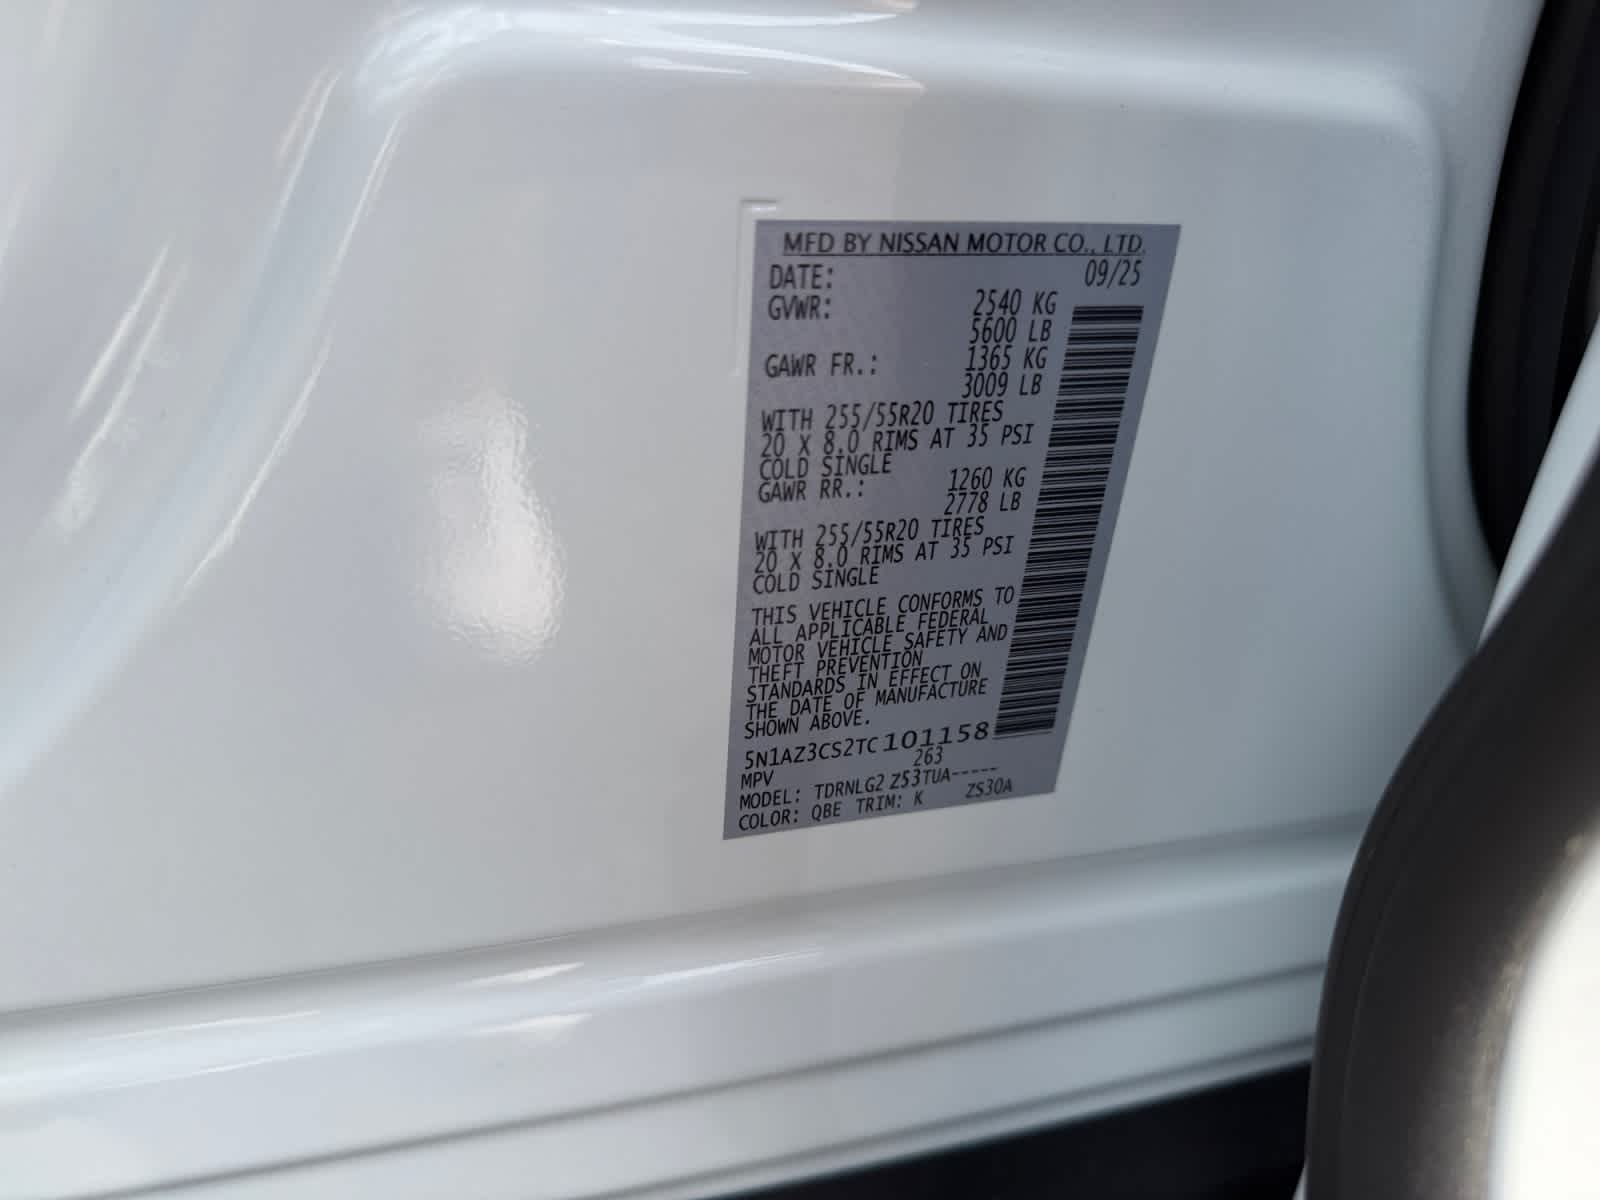 MFD BY NISSAN MOTOR CO., LTD.
DATE: 09/25
GVWR: 2540 KG
5600 LB
GAWR FR.: 1365 KG
3009 LB
WITH 255/55R20 TIRES
20 X 8.0 RIMS AT 35 PSI
COLD SINGLE
GAWR RR.: 1260 KG
2778 LB
WITH 255/55R20 TIRES
20 X 8.0 RIMS AT 35 PSI
COLD SINGLE
THIS VEHICLE CONFORMS TO
ALL APPLICABLE FEDERAL
MOTOR VEHICLE SAFETY AND
THEFT PREVENTION
STANDARDS IN EFFECT ON
THE DATE OF MANUFACTURE
SHOWN ABOVE.
5N1AZ3CS2TC101158
MPV 263
MODEL: TDRNLG2 Z53TUA-----
COLOR: QBE TRIM: K ZS30A